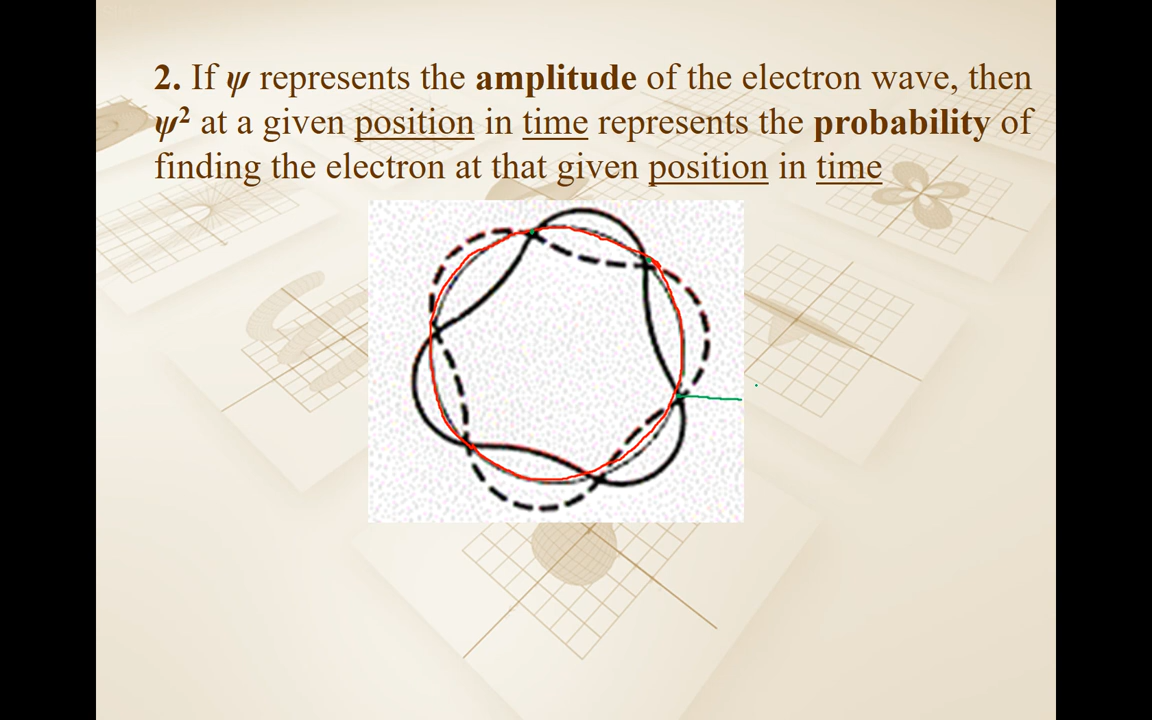 2. If ψ represents the amplitude of the electron wave, then
ψ² at a given position in time represents the probability of
finding the electron at that given position in time